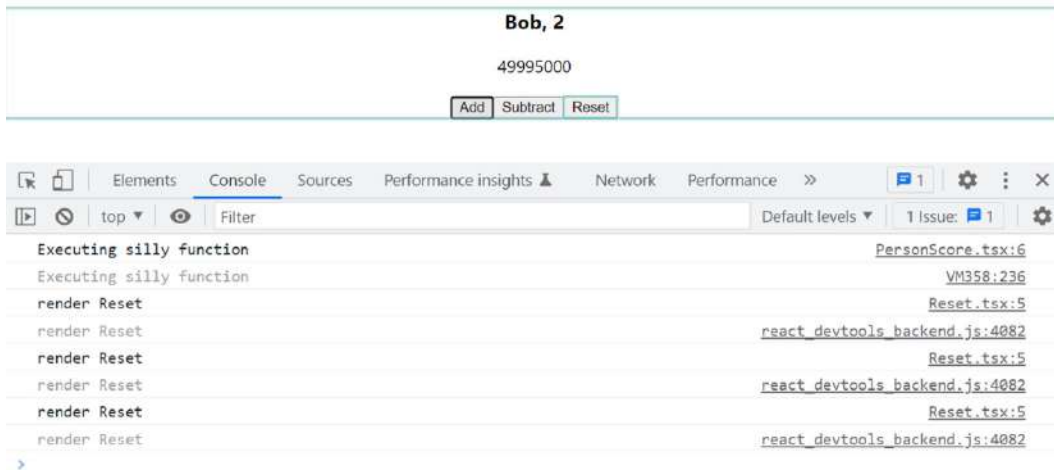 Bob, 2
49995000
Add Subtract Reset
Elements Console Sources Performance insights Network Performance » 1
top ▼ Filter Default levels ▼ 1 Issue: 1
Executing silly function PersonScore.tsx:6
Executing silly function VM358:236
render Reset Reset.tsx:5
render Reset react_devtools_backend.js:4082
render Reset Reset.tsx:5
render Reset react_devtools_backend.js:4082
render Reset Reset.tsx:5
render Reset react_devtools_backend.js:4082
>